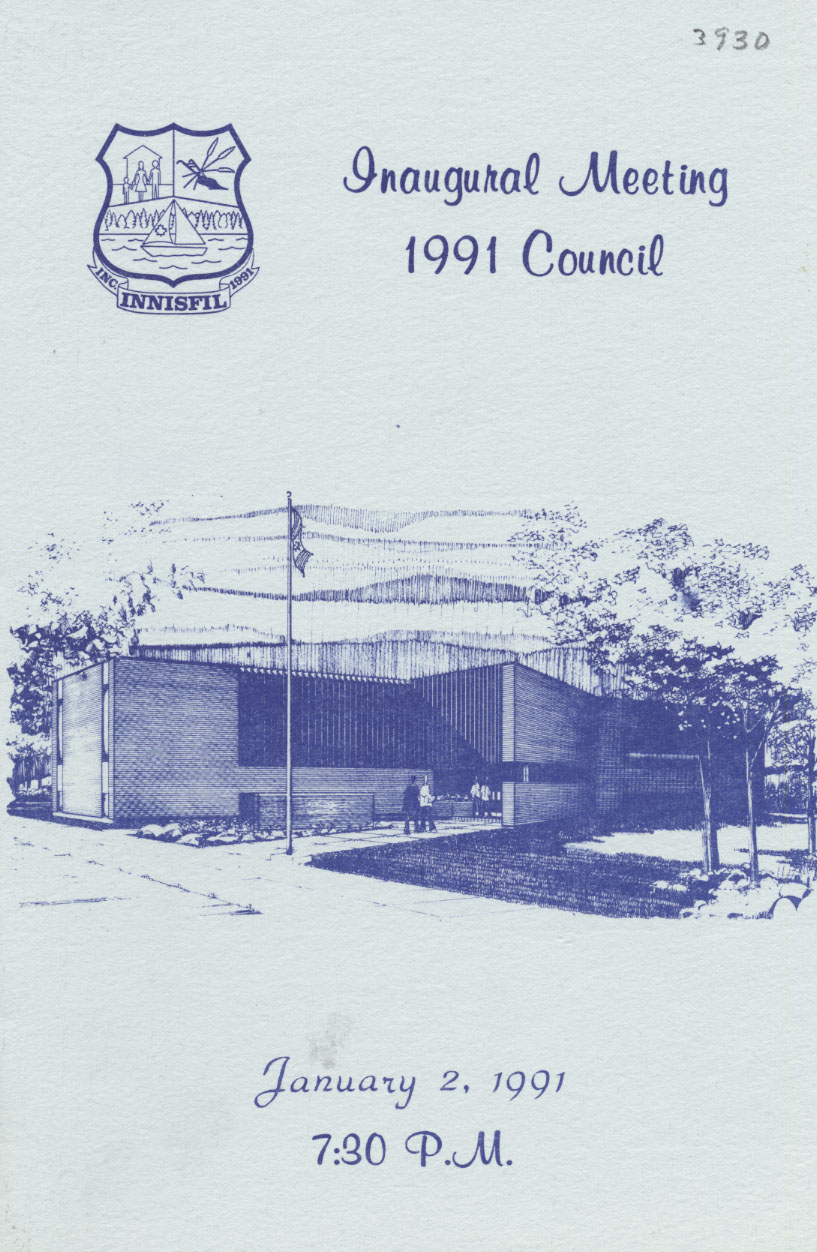 3930
Inaugural Meeting
1991 Council
INC. INNISFIL 1991
January 2, 1991
7:30 P.M.